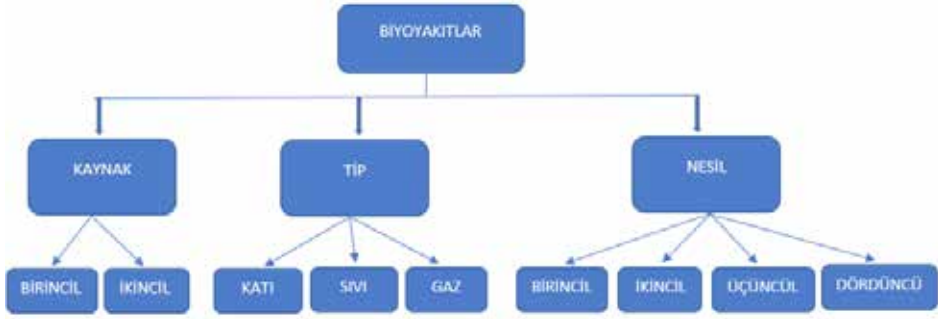 BİYOYAKITLAR
KAYNAK
TİP
NESİL
BİRİNCİL
İKİNCİL
KATI
SIVI
GAZ
BİRİNCİL
İKİNCİL
ÜÇÜNCÜL
DÖRDÜNCÜ